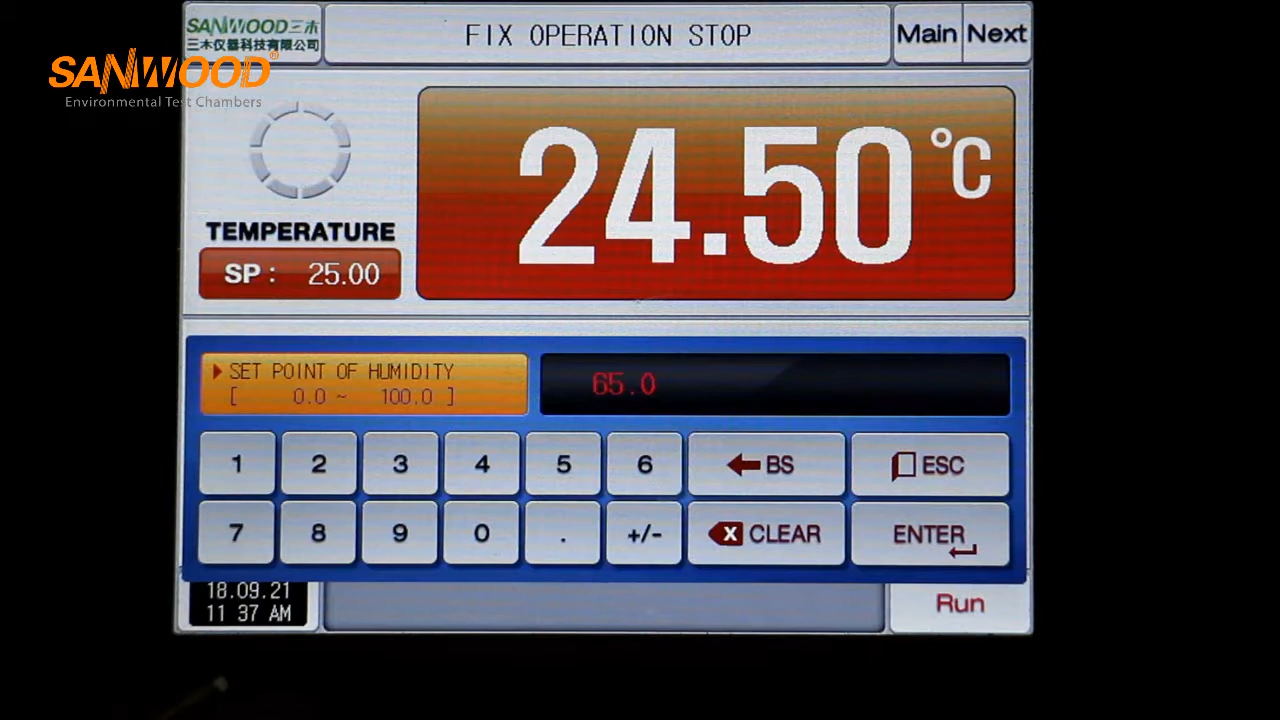 SANWOOD三木
三木仪器科技有限公司
FIX OPERATION STOP
Main
Next
SANWOOD®
Environmental Test Chambers
24.50 °C
TEMPERATURE
SP : 25.00
SET POINT OF HUMIDITY
[ 0.0 ~ 100.0 ]
65.0
1 2 3 4 5 6 BS ESC
7 8 9 0 . +/- X CLEAR ENTER
18.09.21
11 37 AM
Run